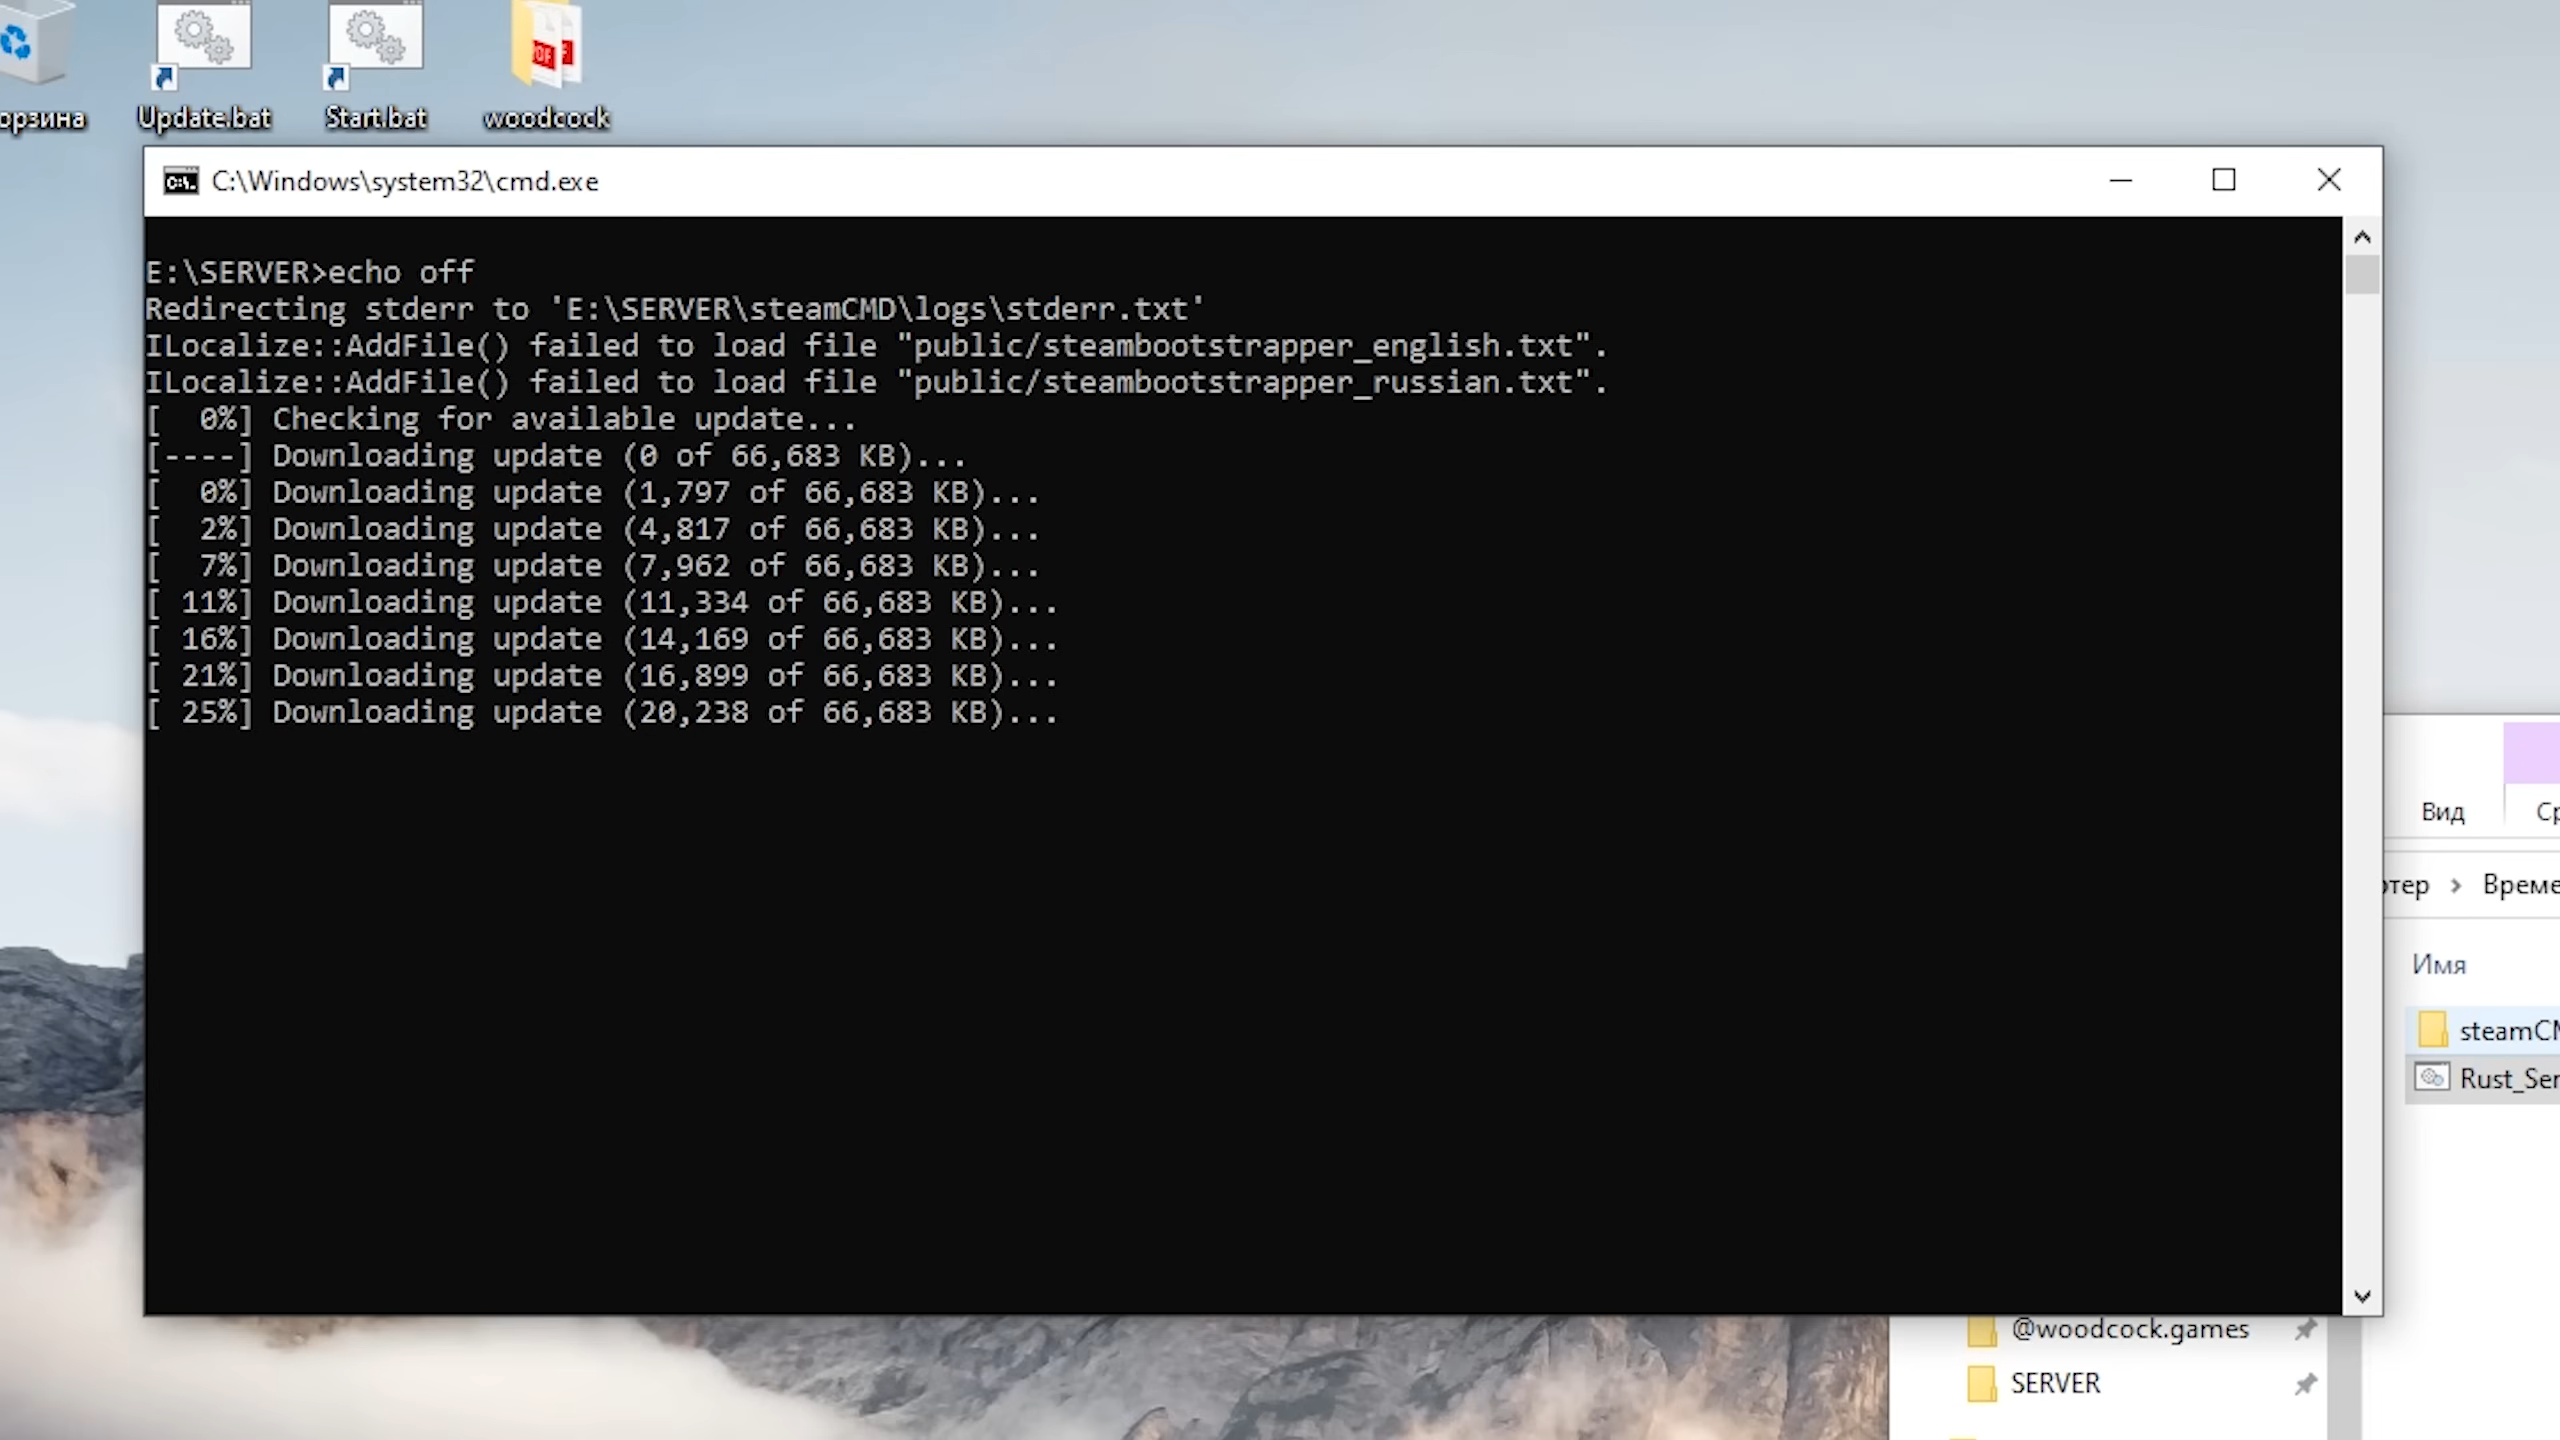 Update.bat
Start.bat
woodcock
C:\Windows\system32\cmd.exe
E:\SERVER>echo off
Redirecting stderr to 'E:\SERVER\steamCMD\logs\stderr.txt'
ILocalize::AddFile() failed to load file "public/steambootstrapper_english.txt".
ILocalize::AddFile() failed to load file "public/steambootstrapper_russian.txt".
[  0%] Checking for available update...
[----] Downloading update (0 of 66,683 KB)...
[  0%] Downloading update (1,797 of 66,683 KB)...
[  2%] Downloading update (4,817 of 66,683 KB)...
[  7%] Downloading update (7,962 of 66,683 KB)...
[ 11%] Downloading update (11,334 of 66,683 KB)...
[ 16%] Downloading update (14,169 of 66,683 KB)...
[ 21%] Downloading update (16,899 of 66,683 KB)...
[ 25%] Downloading update (20,238 of 66,683 KB)...
Вид
Имя
@woodcock.games
SERVER